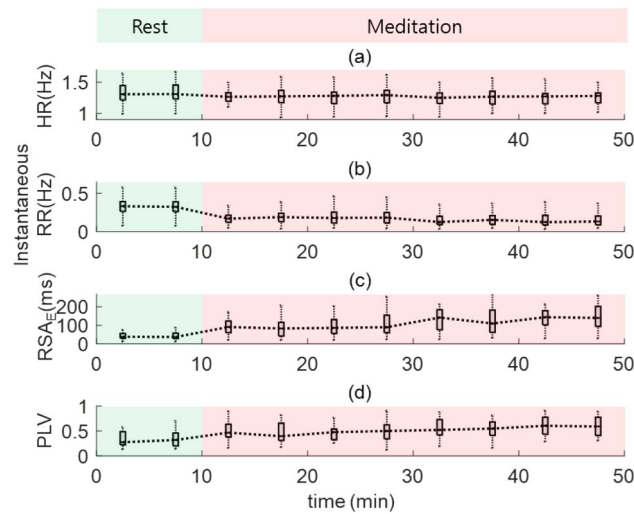 Rest Meditation
(a)
HR(Hz)
1.5
1
0 10 20 30 40 50
(b)
Instantaneous
RR(Hz)
0.5
0
0 10 20 30 40 50
(c)
RSA_E(ms)
200
100
0
0 10 20 30 40 50
(d)
PLV
1
0.5
0
0 10 20 30 40 50
time (min)